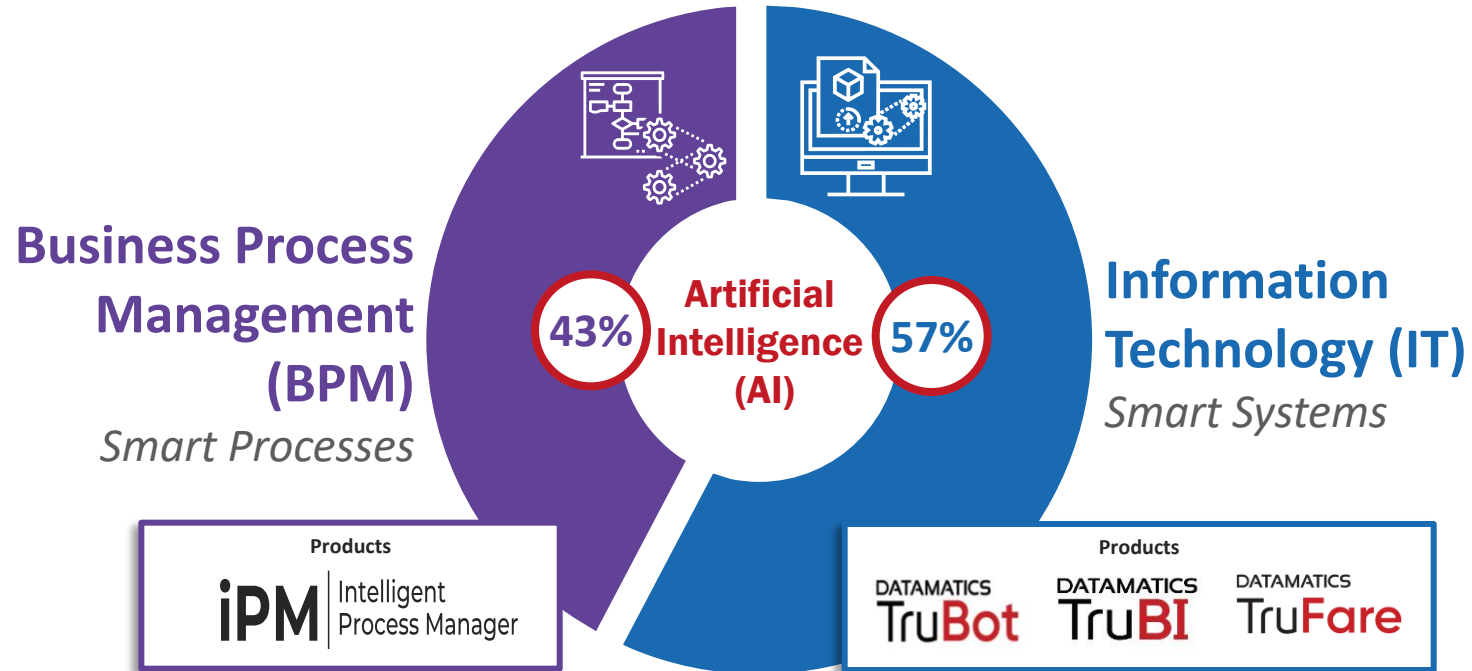 Business Process
Management
(BPM)
Smart Processes
43%
Artificial
Intelligence
(AI)
57%
Information
Technology (IT)
Smart Systems
Products
iPM Intelligent
Process Manager
Products
DATAMATICS
TruBot
DATAMATICS
TruBI
DATAMATICS
TruFare